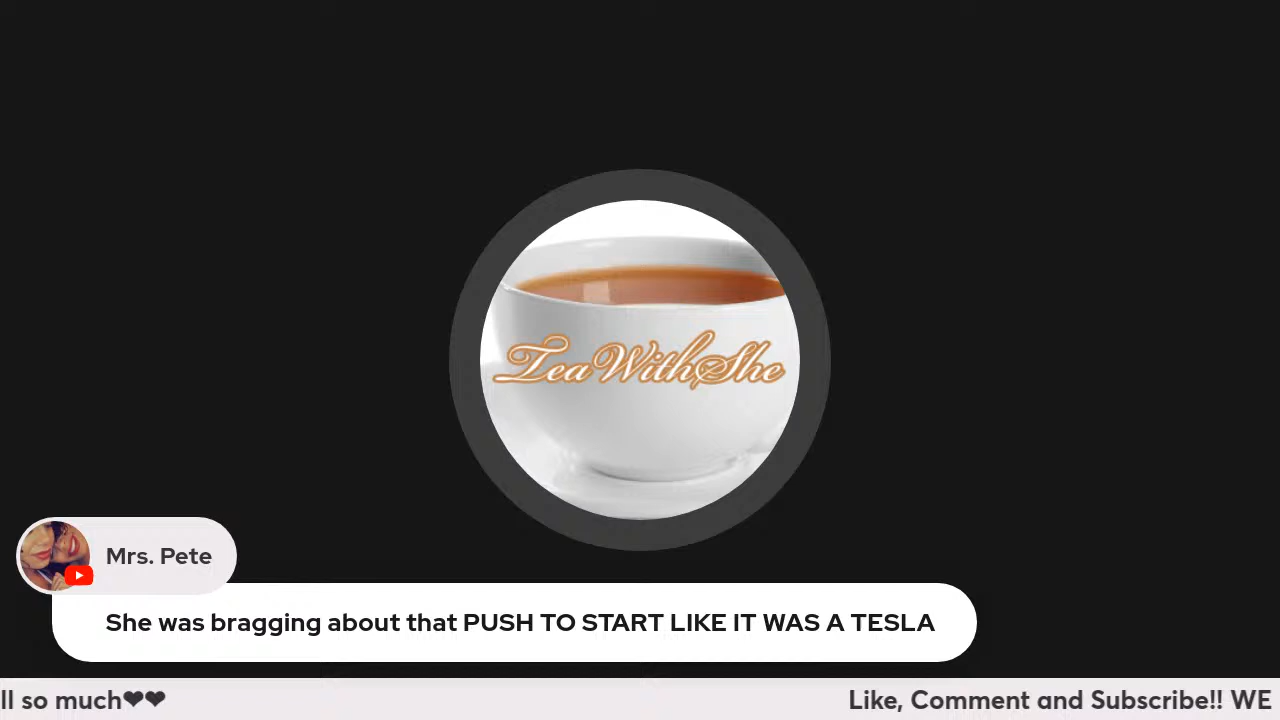 TeaWithShe
Mrs. Pete
She was bragging about that PUSH TO START LIKE IT WAS A TESLA
ll so much❤❤ Like, Comment and Subscribe!! WE